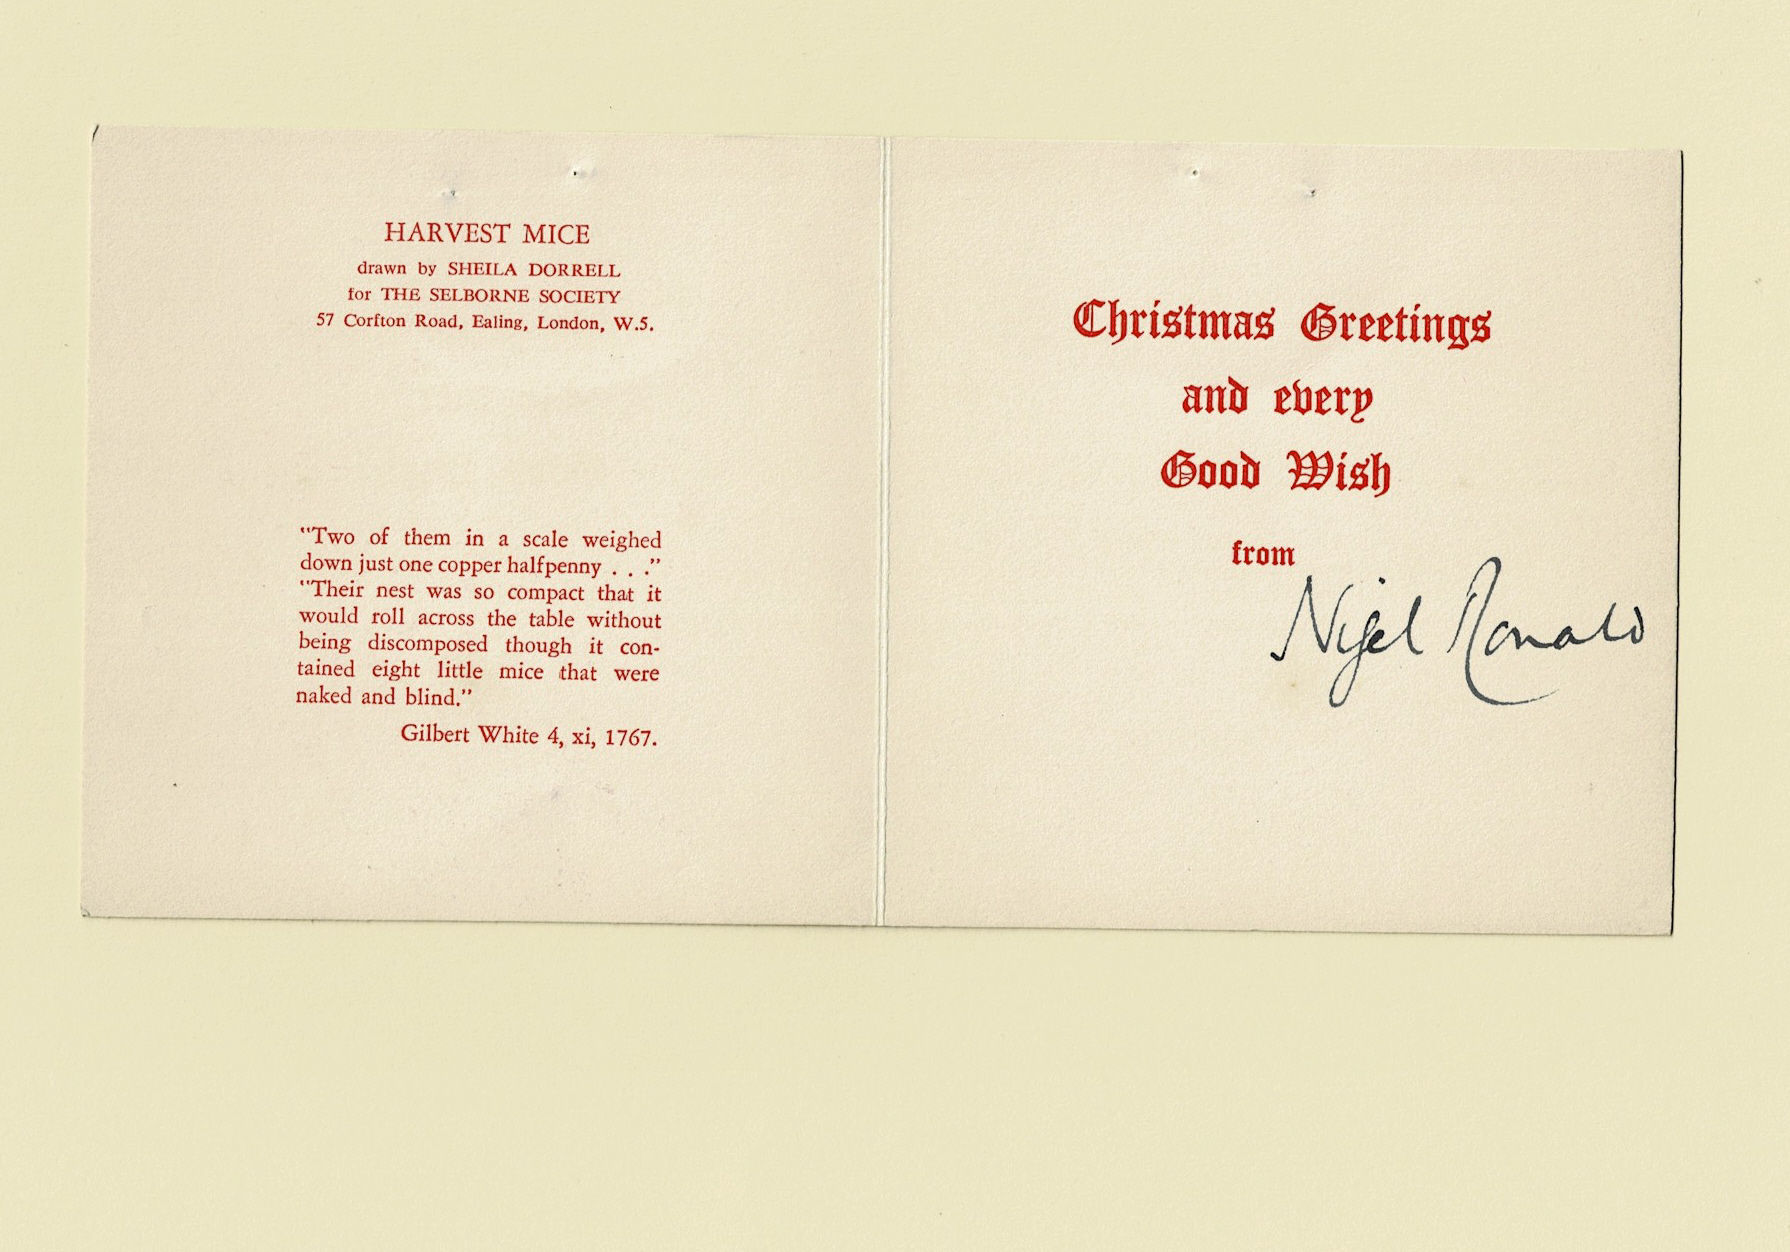 HARVEST MICE
drawn by SHEILA DORRELL
for THE SELBORNE SOCIETY
57 Corfton Road, Ealing, London, W.5.
"Two of them in a scale weighed
down just one copper halfpenny . . ."
"Their nest was so compact that it
would roll across the table without
being discomposed though it con-
tained eight little mice that were
naked and blind."
Gilbert White 4, xi, 1767.
Christmas Greetings
and every
Good Wish
from
Nigel Ronald